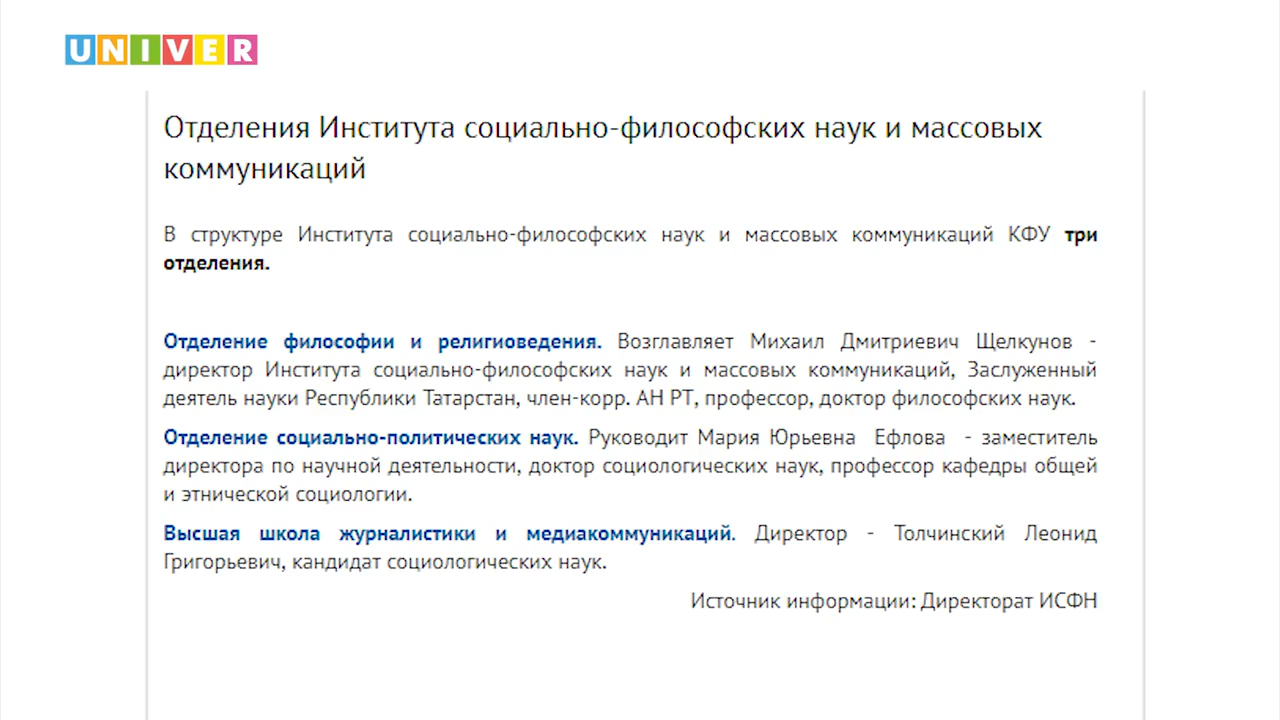 UNIVER
Отделения Института социально-философских наук и массовых
коммуникаций
В структуре Института социально-философских наук и массовых коммуникаций КФУ три
отделения.
Отделение философии и религиоведения. Возглавляет Михаил Дмитриевич Щелкунов -
директор Института социально-философских наук и массовых коммуникаций, Заслуженный
деятель науки Республики Татарстан, член-корр. АН РТ, профессор, доктор философских наук.
Отделение социально-политических наук. Руководит Мария Юрьевна Ефлова - заместитель
директора по научной деятельности, доктор социологических наук, профессор кафедры общей
и этнической социологии.
Высшая школа журналистики и медиакоммуникаций. Директор - Толчинский Леонид
Григорьевич, кандидат социологических наук.
Источник информации: Директорат ИСФН